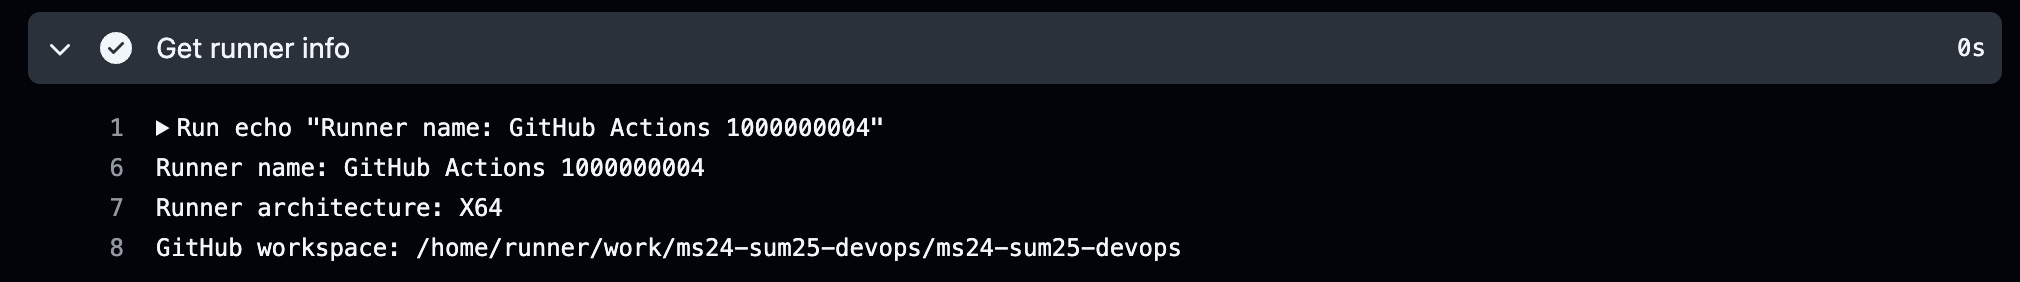 Get runner info 0s
1 ▶ Run echo "Runner name: GitHub Actions 1000000004"
6 Runner name: GitHub Actions 1000000004
7 Runner architecture: X64
8 GitHub workspace: /home/runner/work/ms24-sum25-devops/ms24-sum25-devops